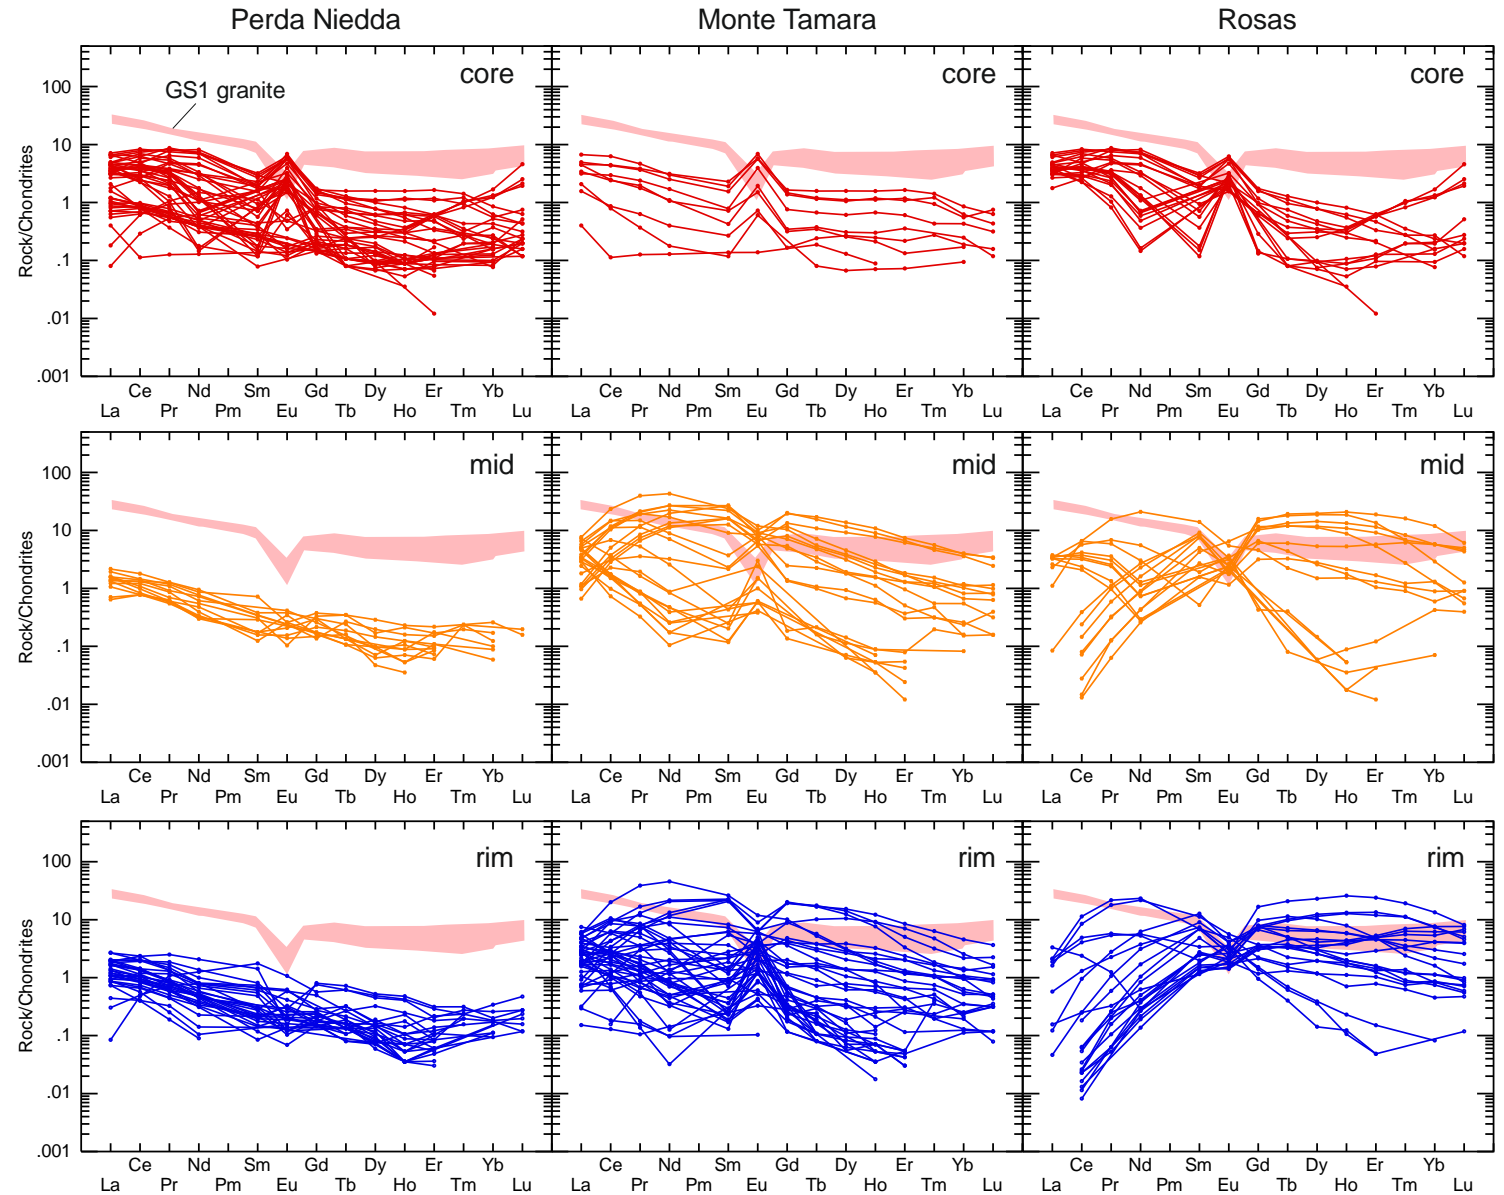 Perda Niedda Monte Tamara Rosas
core core core
GS1 granite
100
10
1
.1
.01
.001
Rock/Chondrites
Ce Nd Sm Gd Dy Er Yb Ce Nd Sm Gd Dy Er Yb Ce Nd Sm Gd Dy Er Yb
La Pr Pm Eu Tb Ho Tm Lu La Pr Pm Eu Tb Ho Tm Lu La Pr Pm Eu Tb Ho Tm Lu
mid mid mid
100
10
1
.1
.01
.001
Rock/Chondrites
Ce Nd Sm Gd Dy Er Yb Ce Nd Sm Gd Dy Er Yb Ce Nd Sm Gd Dy Er Yb
La Pr Pm Eu Tb Ho Tm Lu La Pr Pm Eu Tb Ho Tm Lu La Pr Pm Eu Tb Ho Tm Lu
rim rim rim
100
10
1
.1
.01
.001
Rock/Chondrites
Ce Nd Sm Gd Dy Er Yb Ce Nd Sm Gd Dy Er Yb Ce Nd Sm Gd Dy Er Yb
La Pr Pm Eu Tb Ho Tm Lu La Pr Pm Eu Tb Ho Tm Lu La Pr Pm Eu Tb Ho Tm Lu